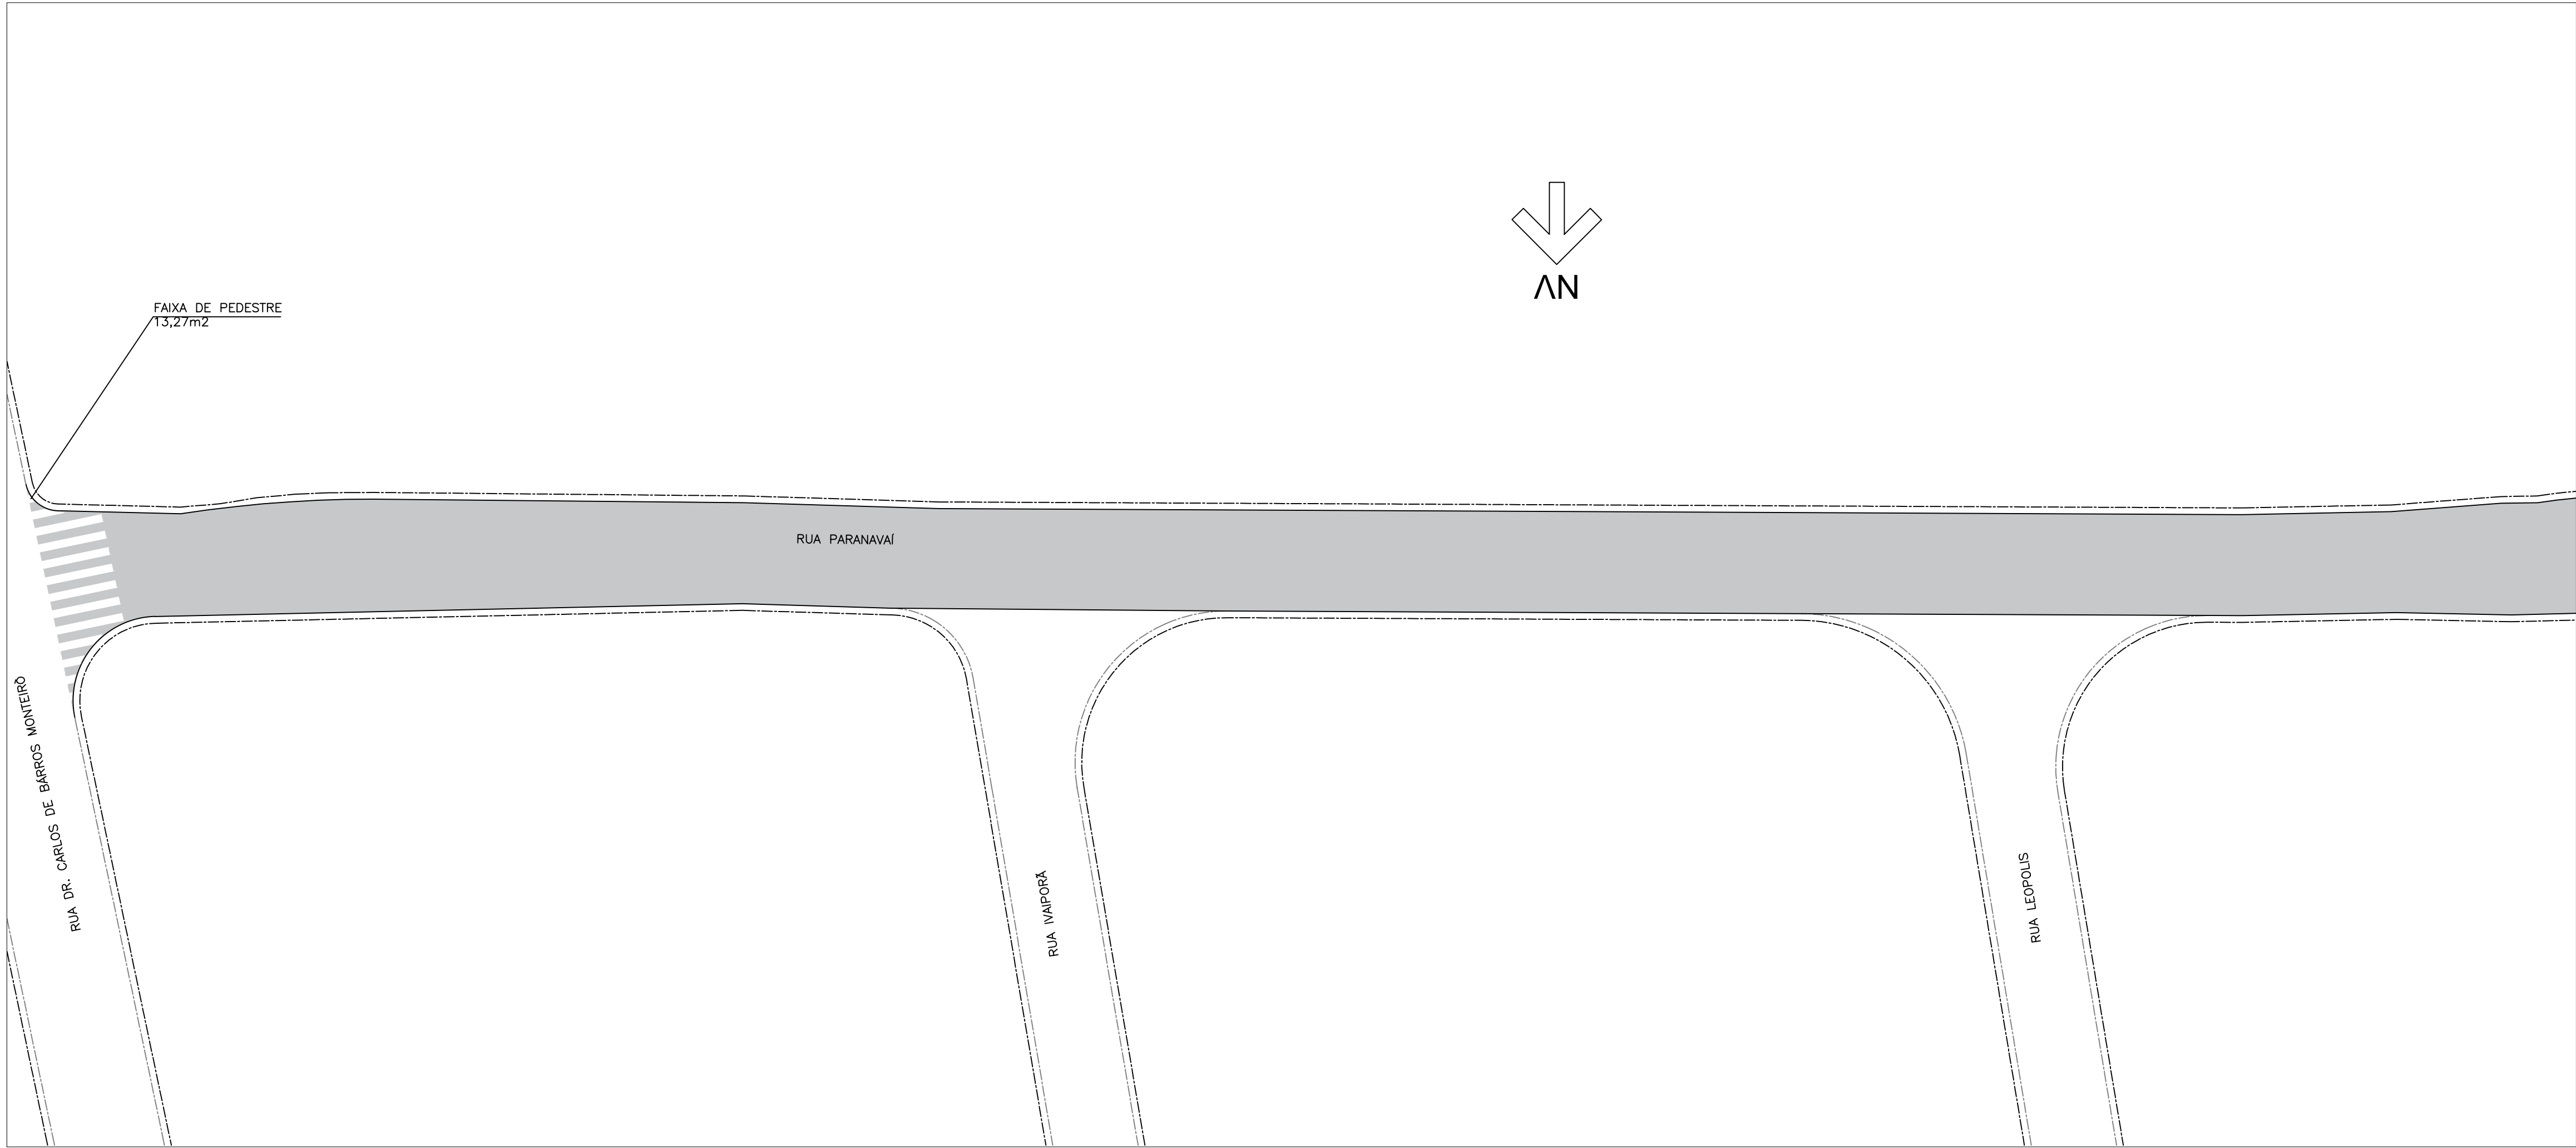 NV
FAIXA DE PEDESTRE
13,27m2
RUA PARANAVAÍ
RUA DR. CARLOS DE BARROS MONTEIRO
RUA IVAIPORÃ
RUA LEOPOLIS